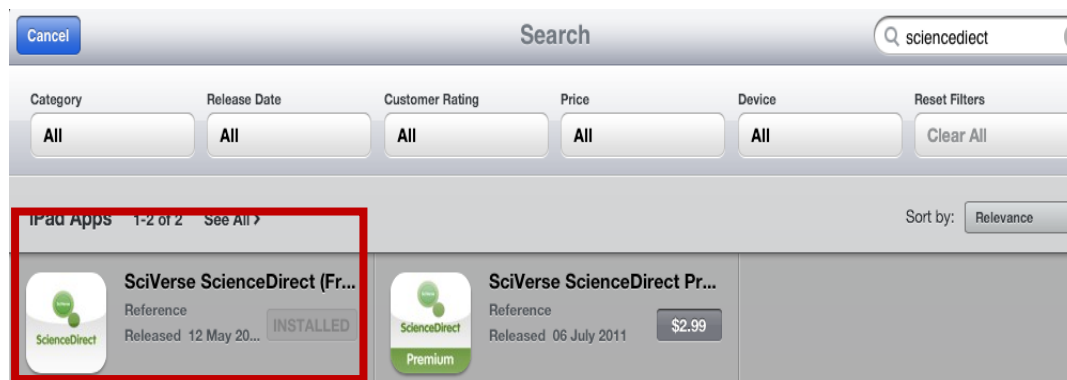 Cancel
Search
sciencediect
Category
Release Date
Customer Rating
Price
Device
Reset Filters
All
All
All
All
All
Clear All
iPad Apps 1-2 of 2 See All >
Sort by: Relevance
SciVerse ScienceDirect (Fr...
Reference
Released 12 May 20...
INSTALLED
ScienceDirect
SciVerse ScienceDirect Pr...
Reference
Released 06 July 2011
$2.99
ScienceDirect
Premium